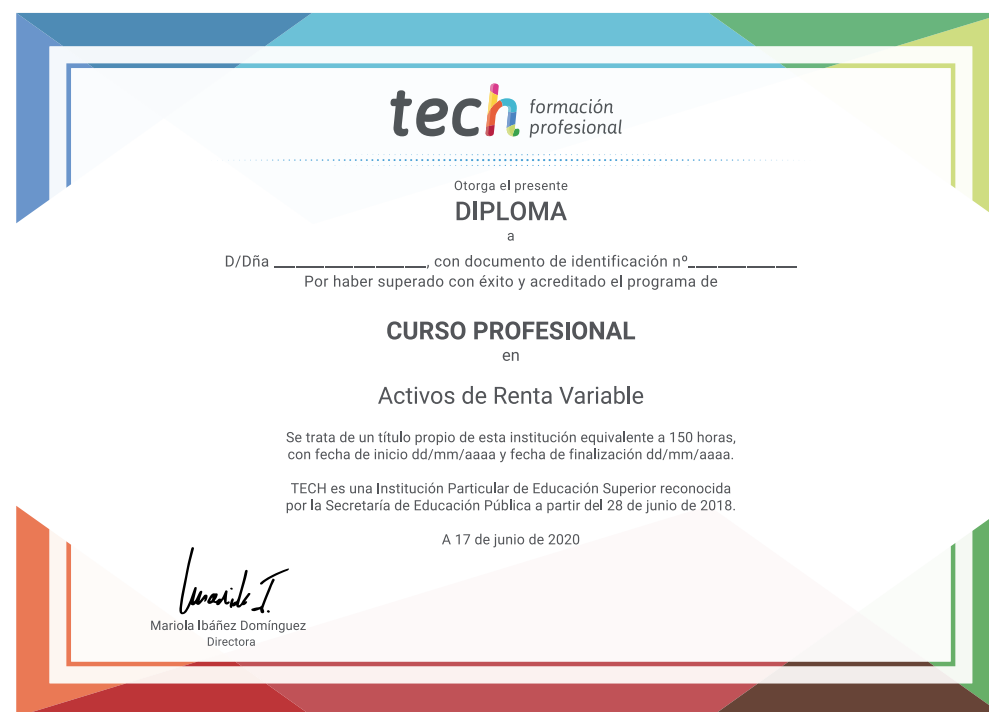 tech formación
profesional
Otorga el presente
DIPLOMA
a
D/Dña ____________________, con documento de identificación nº______________
Por haber superado con éxito y acreditado el programa de
CURSO PROFESIONAL
en
Activos de Renta Variable
Se trata de un título propio de esta institución equivalente a 150 horas,
con fecha de inicio dd/mm/aaaa y fecha de finalización dd/mm/aaaa.
TECH es una Institución Particular de Educación Superior reconocida
por la Secretaría de Educación Pública a partir del 28 de junio de 2018.
A 17 de junio de 2020
Mariola Ibáñez Domínguez
Directora